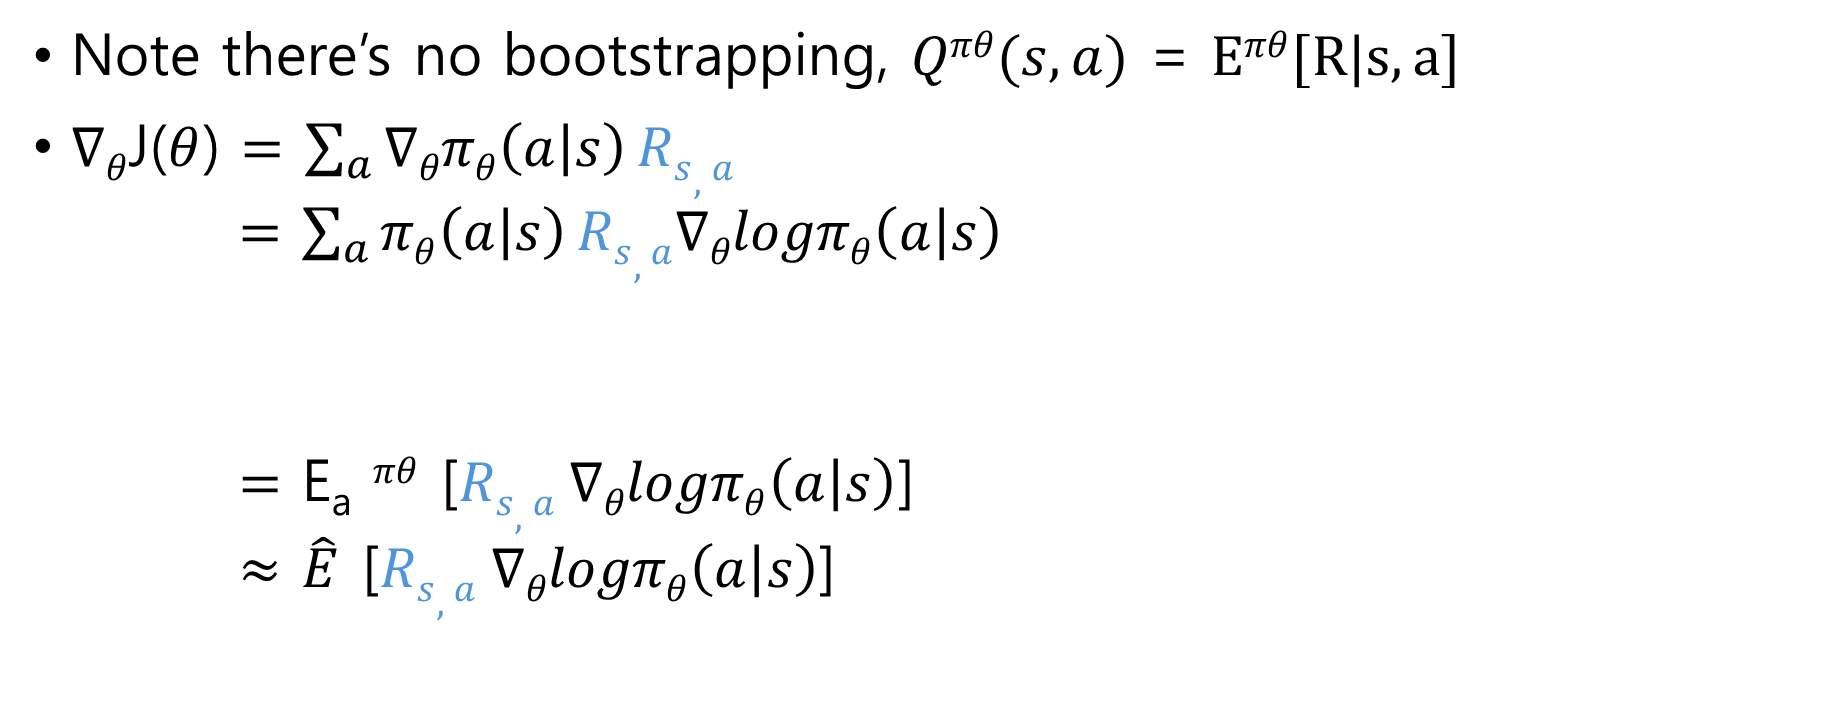 • Note there's no bootstrapping, Q^{πθ}(s, a) = E^{πθ}[R|s, a]
• ∇_θJ(θ) = ∑_a ∇_θπ_θ(a|s) R_{s, a}
= ∑_a π_θ(a|s) R_{s, a}∇_θlogπ_θ(a|s)
= E_a ^{πθ} [R_{s, a} ∇_θlogπ_θ(a|s)]
≈ Ê [R_{s, a} ∇_θlogπ_θ(a|s)]